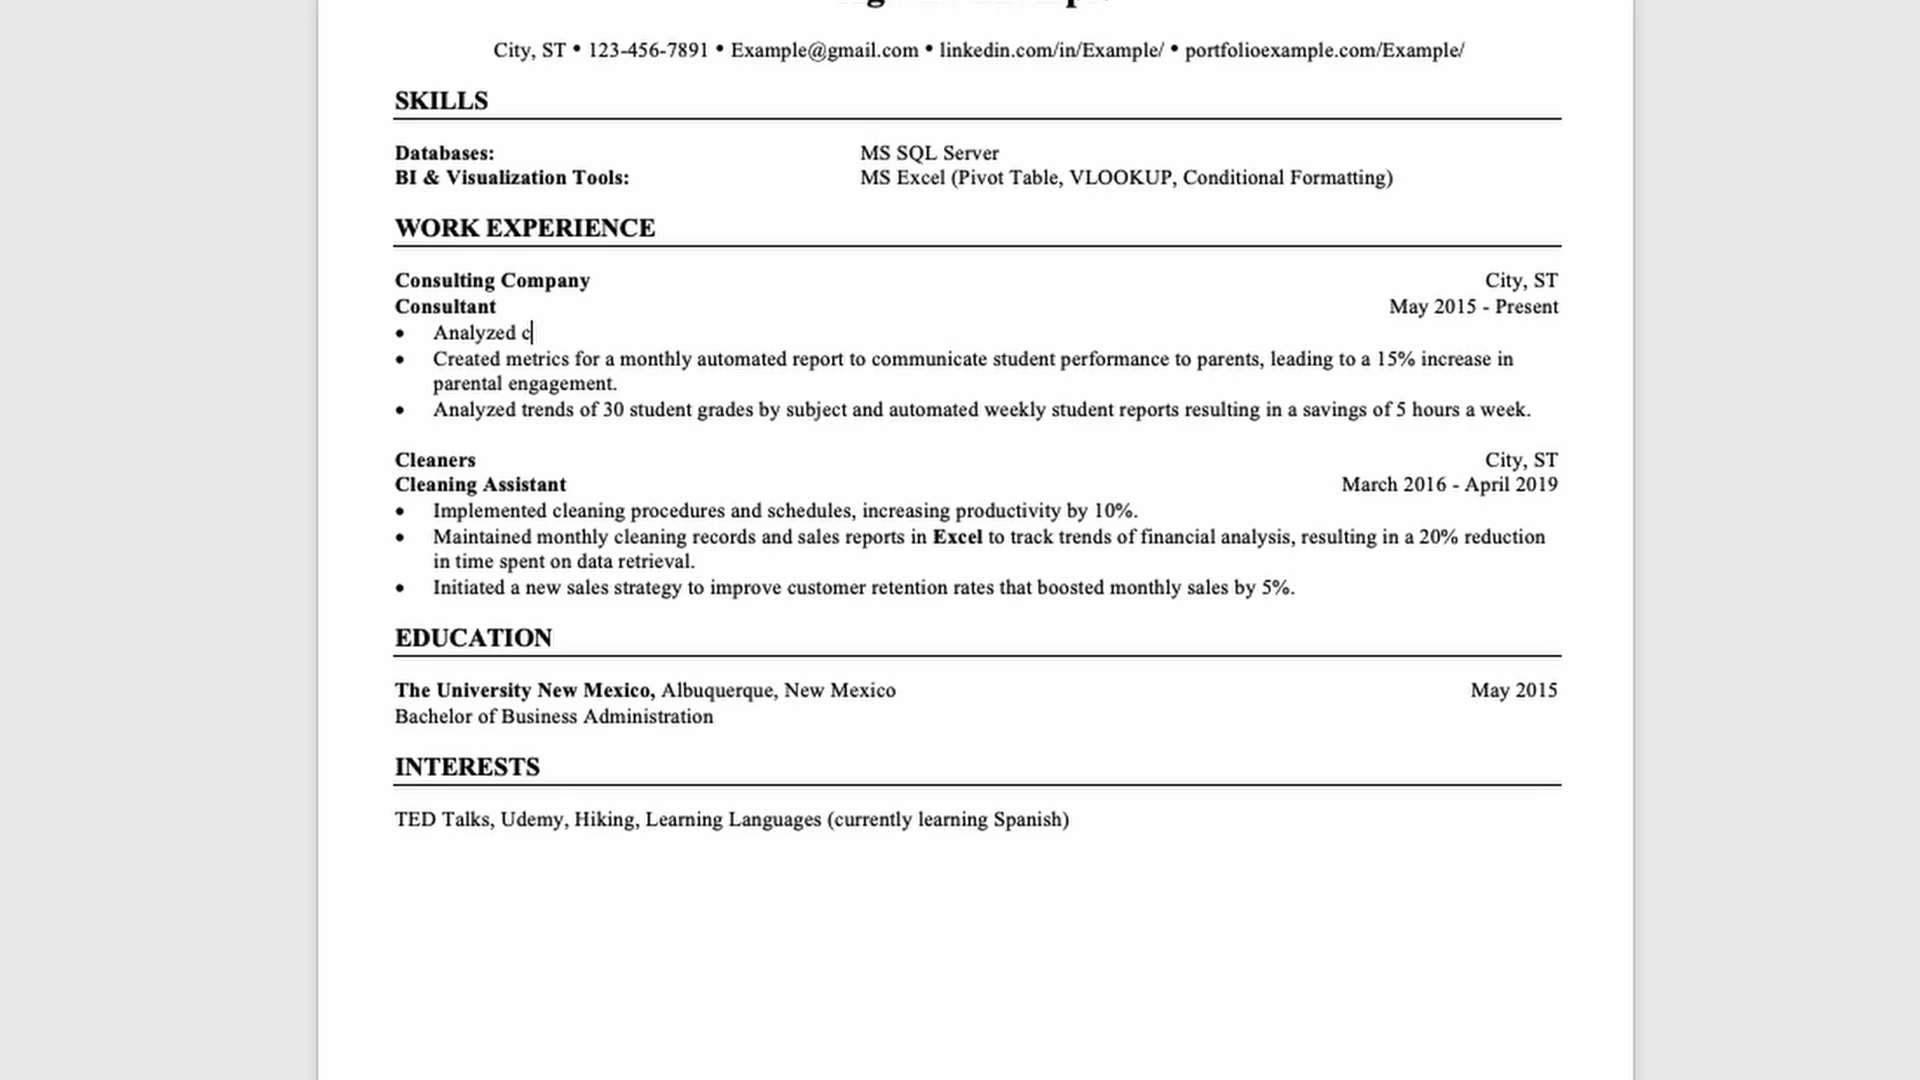 City, ST • 123-456-7891 • Example@gmail.com • linkedin.com/in/Example/ • portfolioexample.com/Example/
SKILLS
Databases: MS SQL Server
BI & Visualization Tools: MS Excel (Pivot Table, VLOOKUP, Conditional Formatting)
WORK EXPERIENCE
Consulting Company City, ST
Consultant May 2015 - Present
• Analyzed c
• Created metrics for a monthly automated report to communicate student performance to parents, leading to a 15% increase in
parental engagement.
• Analyzed trends of 30 student grades by subject and automated weekly student reports resulting in a savings of 5 hours a week.
Cleaners City, ST
Cleaning Assistant March 2016 - April 2019
• Implemented cleaning procedures and schedules, increasing productivity by 10%.
• Maintained monthly cleaning records and sales reports in Excel to track trends of financial analysis, resulting in a 20% reduction
in time spent on data retrieval.
• Initiated a new sales strategy to improve customer retention rates that boosted monthly sales by 5%.
EDUCATION
The University New Mexico, Albuquerque, New Mexico May 2015
Bachelor of Business Administration
INTERESTS
TED Talks, Udemy, Hiking, Learning Languages (currently learning Spanish)